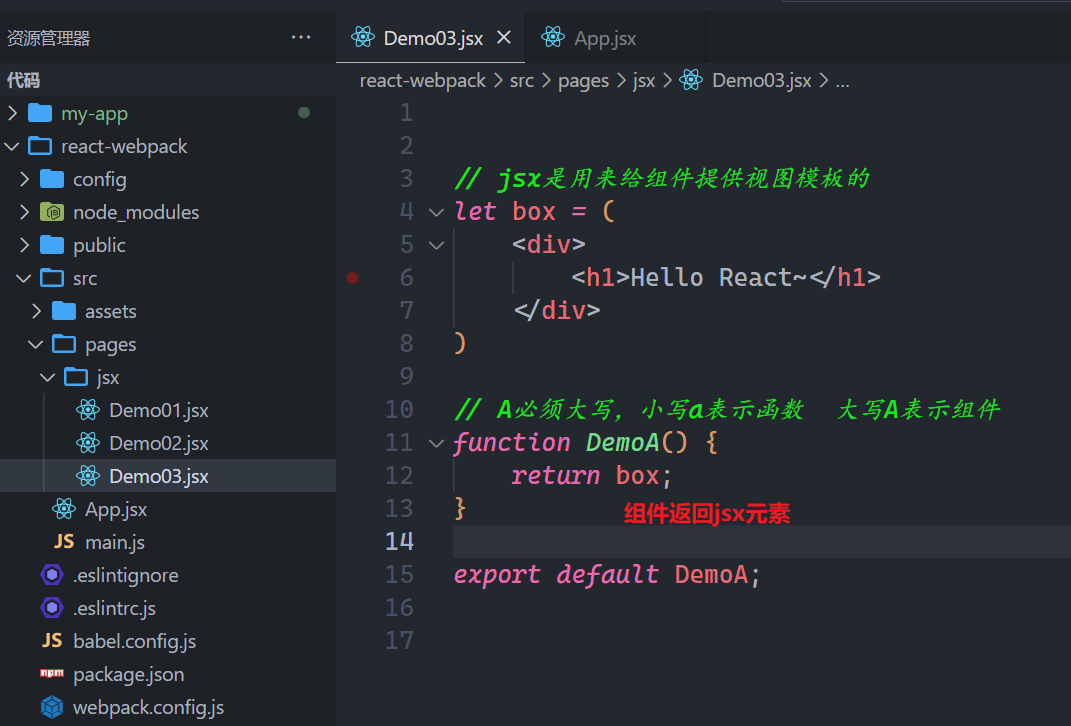 资源管理器
...
代码
my-app
react-webpack
config
node_modules
public
src
assets
pages
jsx
Demo01.jsx
Demo02.jsx
Demo03.jsx
App.jsx
JS main.js
.eslintignore
.eslintrc.js
JS babel.config.js
npm package.json
webpack.config.js
Demo03.jsx × App.jsx
react-webpack > src > pages > jsx > Demo03.jsx > ...
1
2
3 // jsx是用来给组件提供视图模板的
4 let box = (
5 <div>
6 <h1>Hello React~</h1>
7 </div>
8 )
9
10 // A必须大写，小写a表示函数 大写A表示组件
11 function DemoA() {
12 return box;
13 }
组件返回jsx元素
14
15 export default DemoA;
16
17